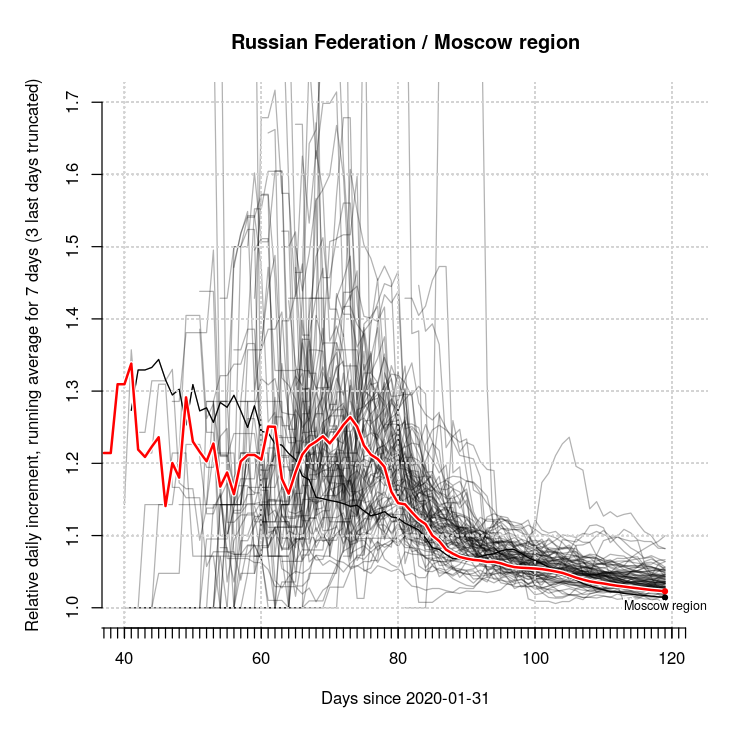 Russian Federation / Moscow region
Relative daily increment, running average for 7 days (3 last days truncated)
1.7
1.6
1.5
1.4
1.3
1.2
1.1
1.0
Moscow region
40 60 80 100 120
Days since 2020-01-31